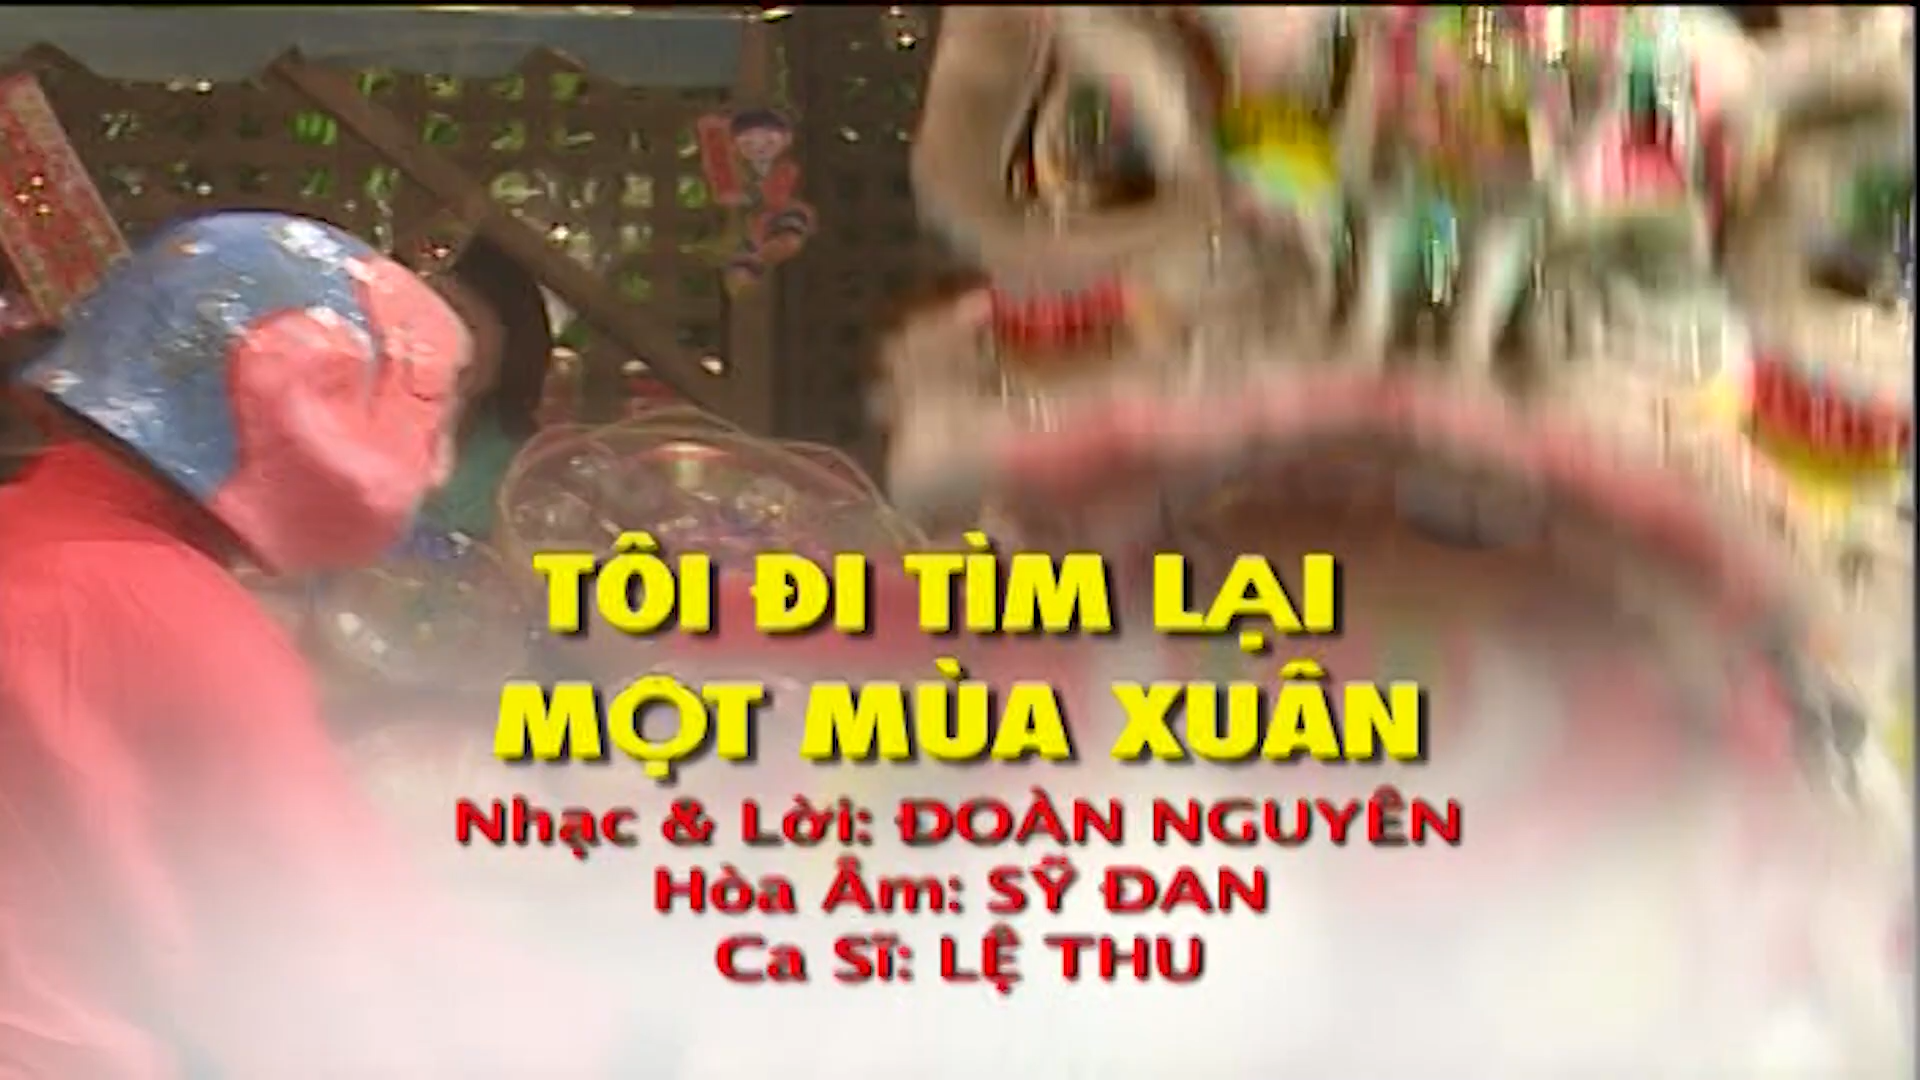 TÔI ĐI TÌM LẠI
MỘT MÙA XUÂN
Nhạc & Lời: ĐOÀN NGUYÊN
Hòa Âm: SỸ ĐAN
Ca Sĩ: LỆ THU